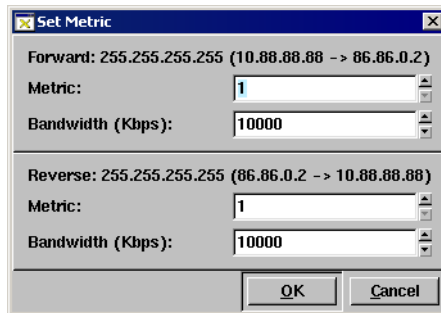 Set Metric
Forward: 255.255.255.255 (10.88.88.88 -> 86.86.0.2)
Metric: 1
Bandwidth (Kbps): 10000
Reverse: 255.255.255.255 (86.86.0.2 -> 10.88.88.88)
Metric: 1
Bandwidth (Kbps): 10000
OK Cancel